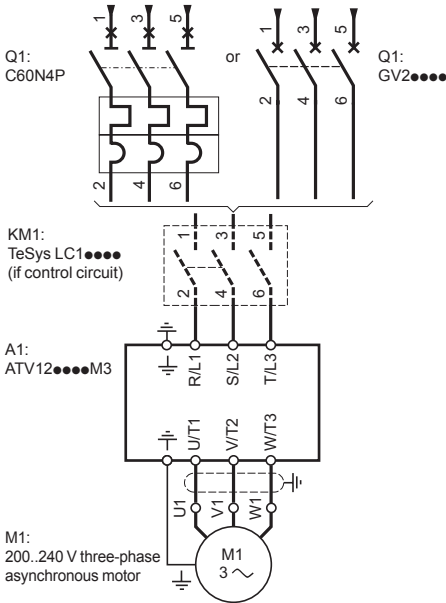 1 3 5
Q1:
C60N4P
2 4 6
or
1 3 5
Q1:
GV2●●●●
2 4 6
KM1:
TeSys LC1●●●●
(if control circuit)
1 3 5
2 4 6
A1:
ATV12●●●●M3
R/L1 S/L2 T/L3
U/T1 V/T2 W/T3
U1 V1 W1
M1:
200..240 V three-phase
asynchronous motor
M1
3 ~